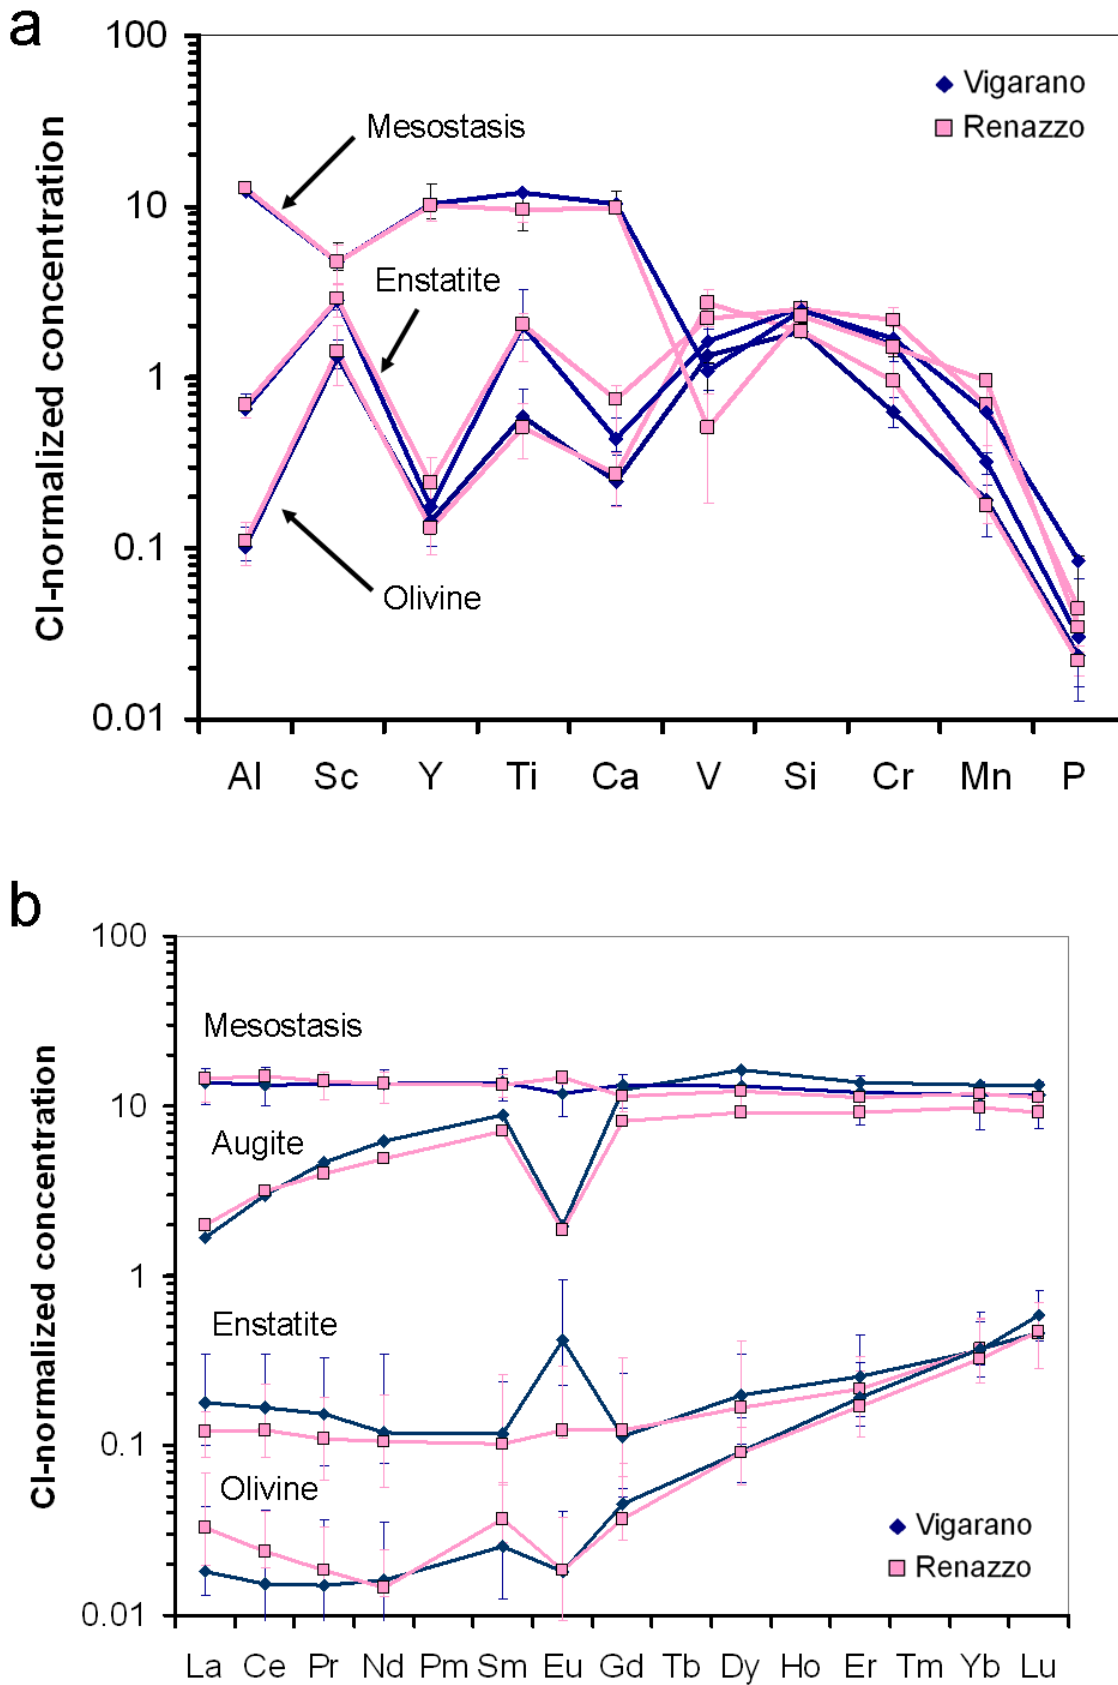 a
100
10
1
0.1
0.01
CI-normalized concentration
Vigarano
Renazzo
Mesostasis
Enstatite
Olivine
Al Sc Y Ti Ca V Si Cr Mn P
b
100
10
1
0.1
0.01
CI-normalized concentration
Mesostasis
Augite
Enstatite
Olivine
Vigarano
Renazzo
La Ce Pr Nd Pm Sm Eu Gd Tb Dy Ho Er Tm Yb Lu